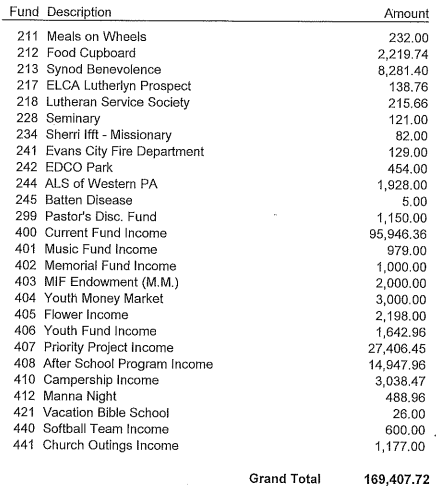 Fund Description Amount
211 Meals on Wheels 232.00
212 Food Cupboard 2,219.74
213 Synod Benevolence 8,281.40
217 ELCA Lutherlyn Prospect 138.76
218 Lutheran Service Society 215.66
228 Seminary 121.00
234 Sherri Ifft - Missionary 82.00
241 Evans City Fire Department 129.00
242 EDCO Park 454.00
244 ALS of Western PA 1,928.00
245 Batten Disease 5.00
299 Pastor's Disc. Fund 1,150.00
400 Current Fund Income 95,946.36
401 Music Fund Income 979.00
402 Memorial Fund Income 1,000.00
403 MIF Endowment (M.M.) 2,000.00
404 Youth Money Market 3,000.00
405 Flower Income 2,198.00
406 Youth Fund Income 1,642.96
407 Priority Project Income 27,406.45
408 After School Program Income 14,947.96
410 Campership Income 3,038.47
412 Manna Night 488.96
421 Vacation Bible School 26.00
440 Softball Team Income 600.00
441 Church Outings Income 1,177.00
Grand Total 169,407.72